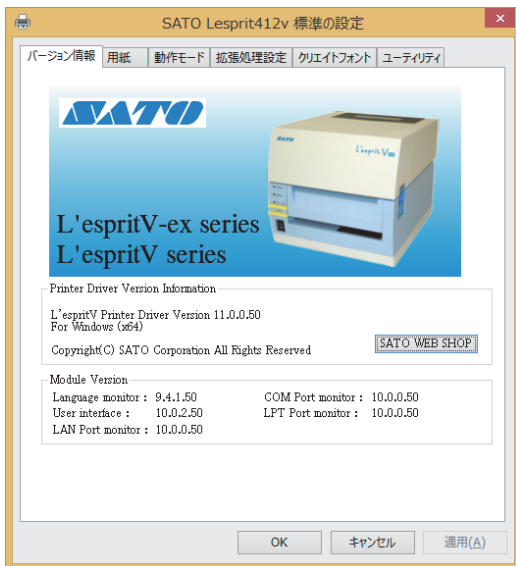 SATO Lesprit412v 標準の設定
バージョン情報 用紙 動作モード 拡張処理設定 クリエイトフォント ユーティリティ
SATO
SATO
L'esprit V-ex
L'espritV-ex series
L'espritV series
Printer Driver Version Information
L'espritV Printer Driver Version 11.0.0.50
For Windows (x64)
Copyright(C) SATO Corporation All Rights Reserved
SATO WEB SHOP
Module Version
Language monitor : 9.4.1.50 COM Port monitor : 10.0.0.50
User interface : 10.0.2.50 LPT Port monitor : 10.0.0.50
LAN Port monitor : 10.0.0.50
OK キャンセル 適用(A)